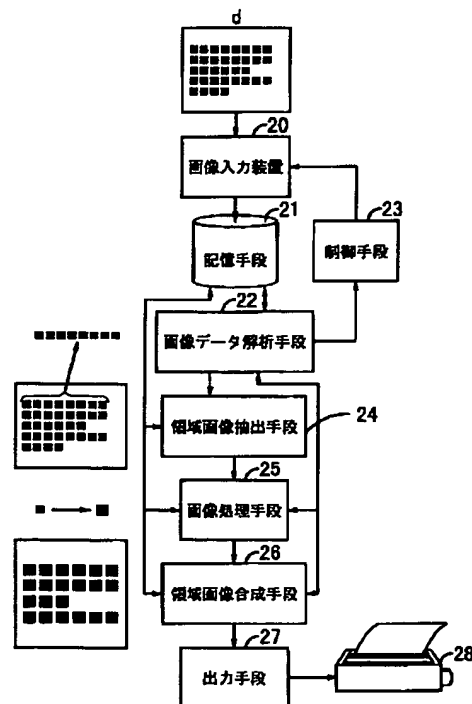 d
20
画像入力装置
21
記憶手段
23
制御手段
22
画像データ解析手段
領域画像抽出手段
24
25
画像処理手段
26
領域画像合成手段
27
出力手段
28